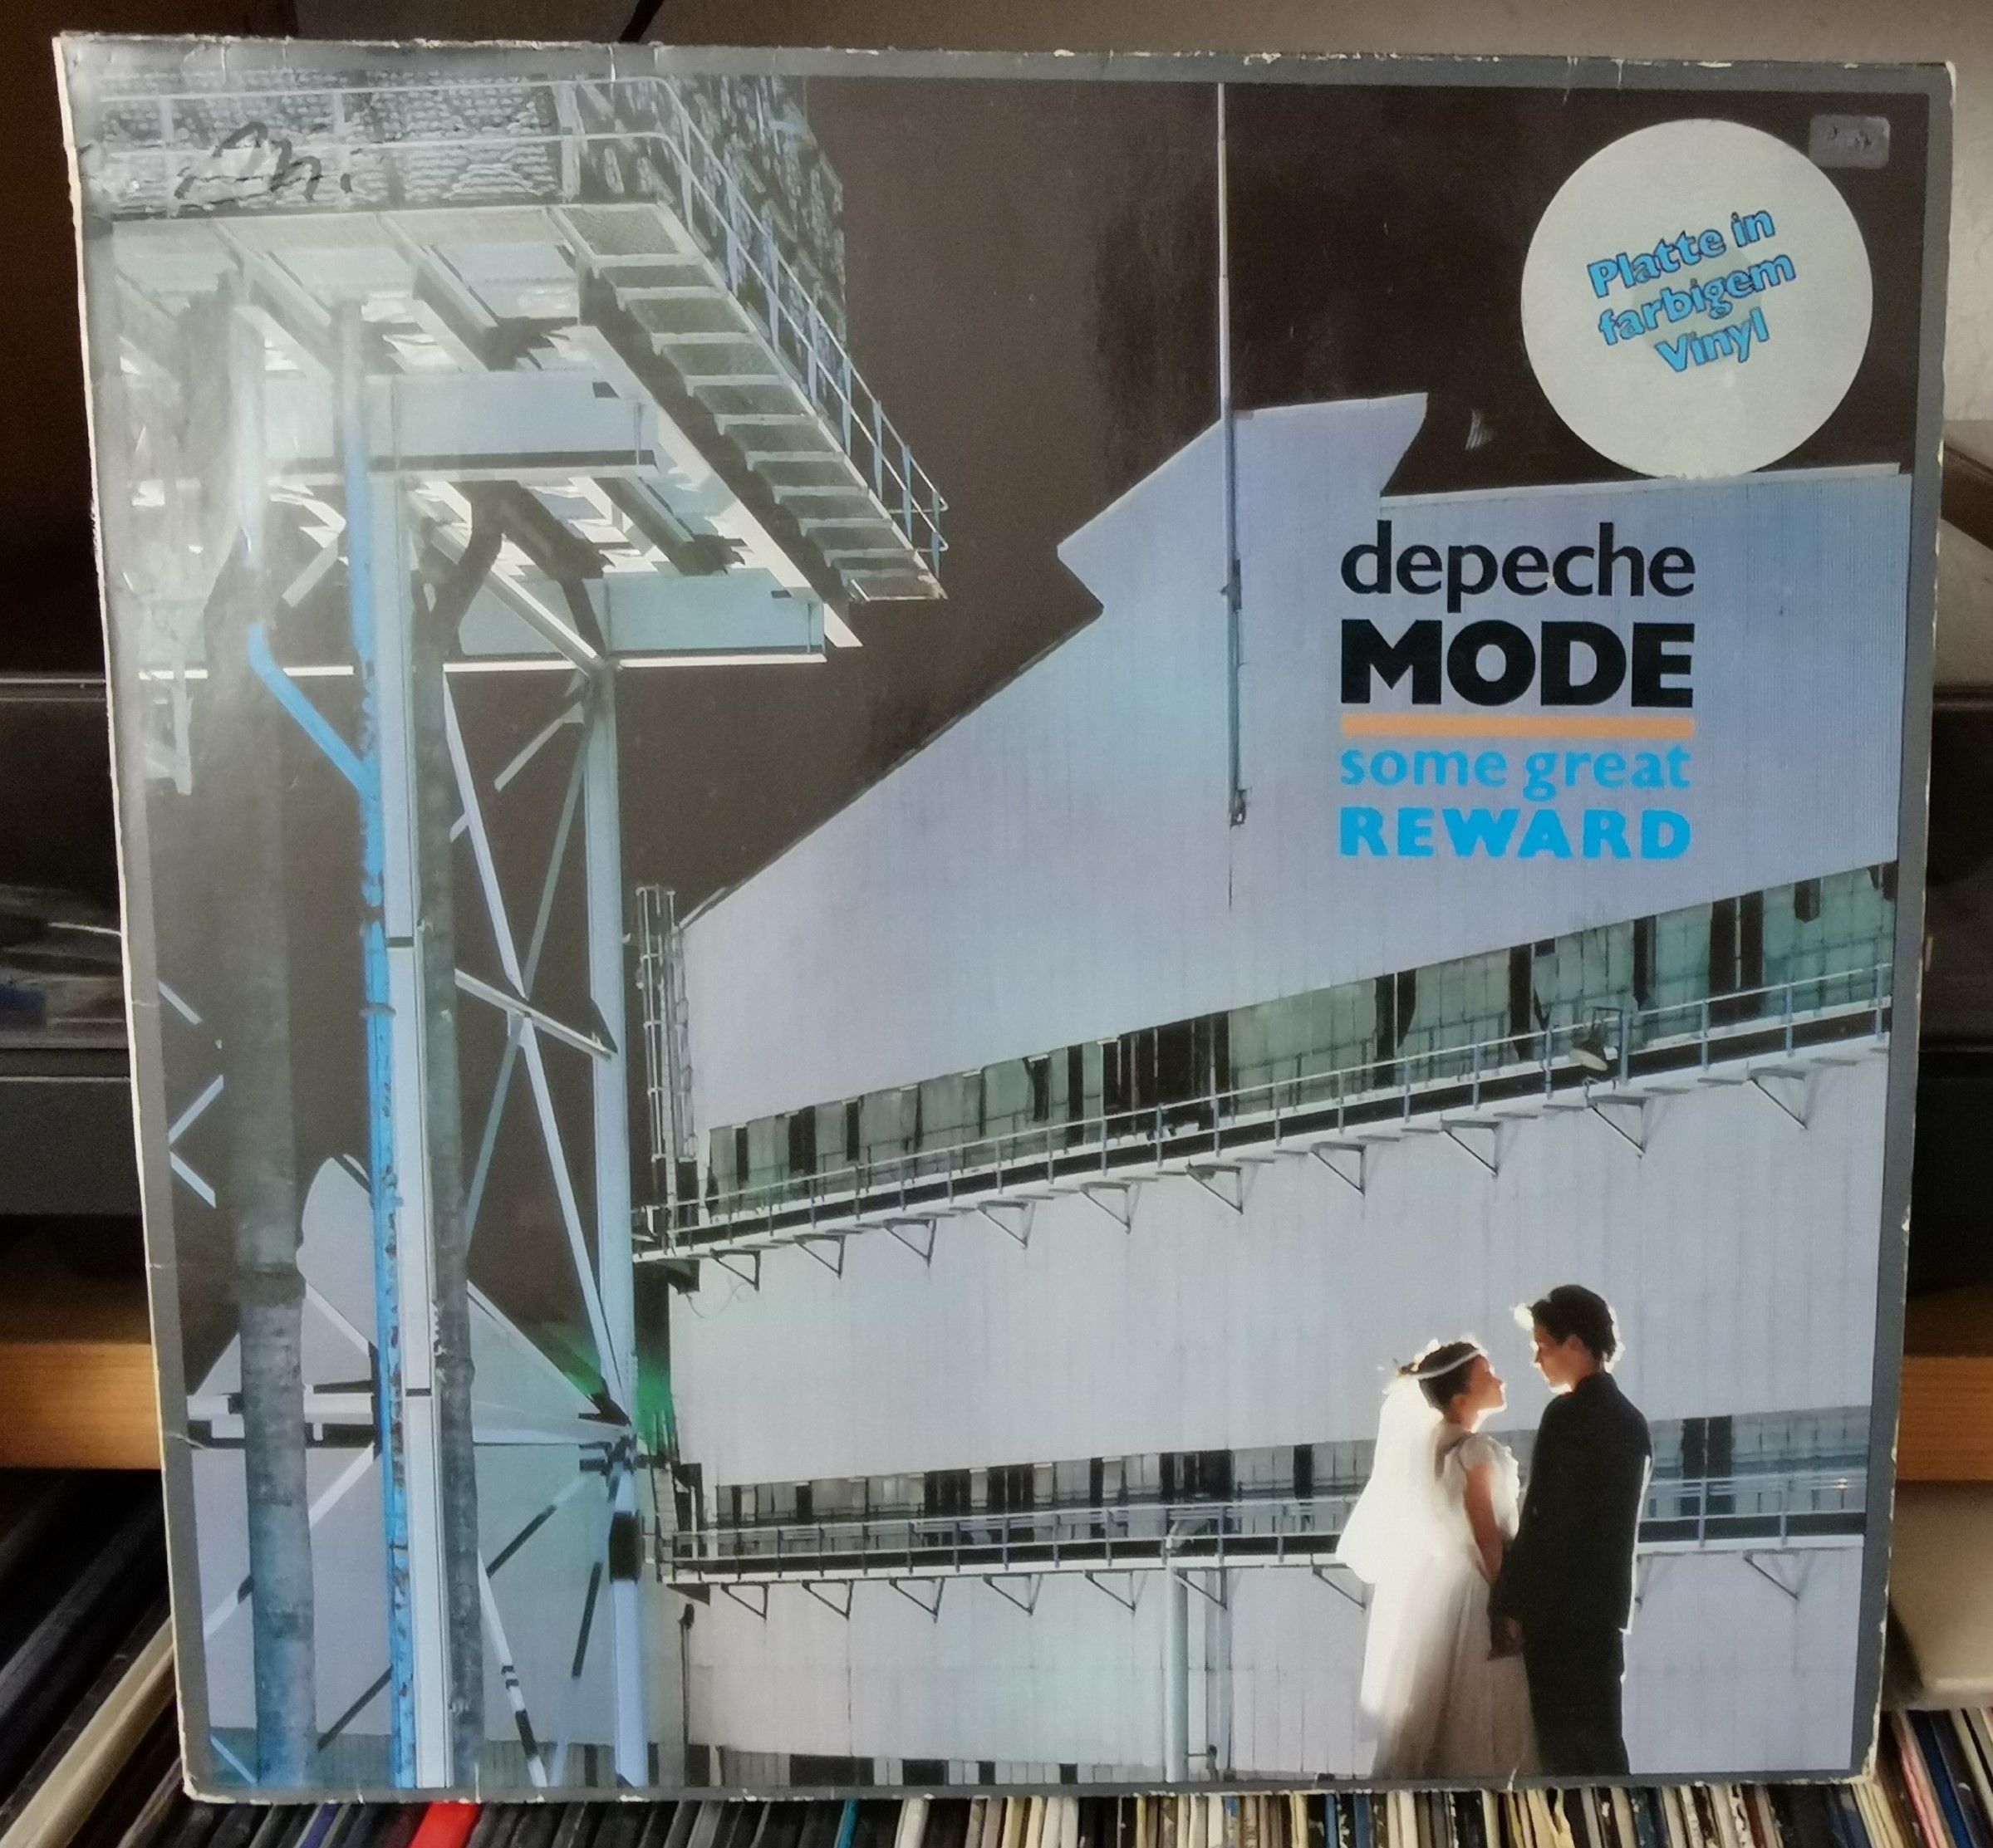 Platte in
farbigem
Vinyl
depeche
MODE
some great
REWARD